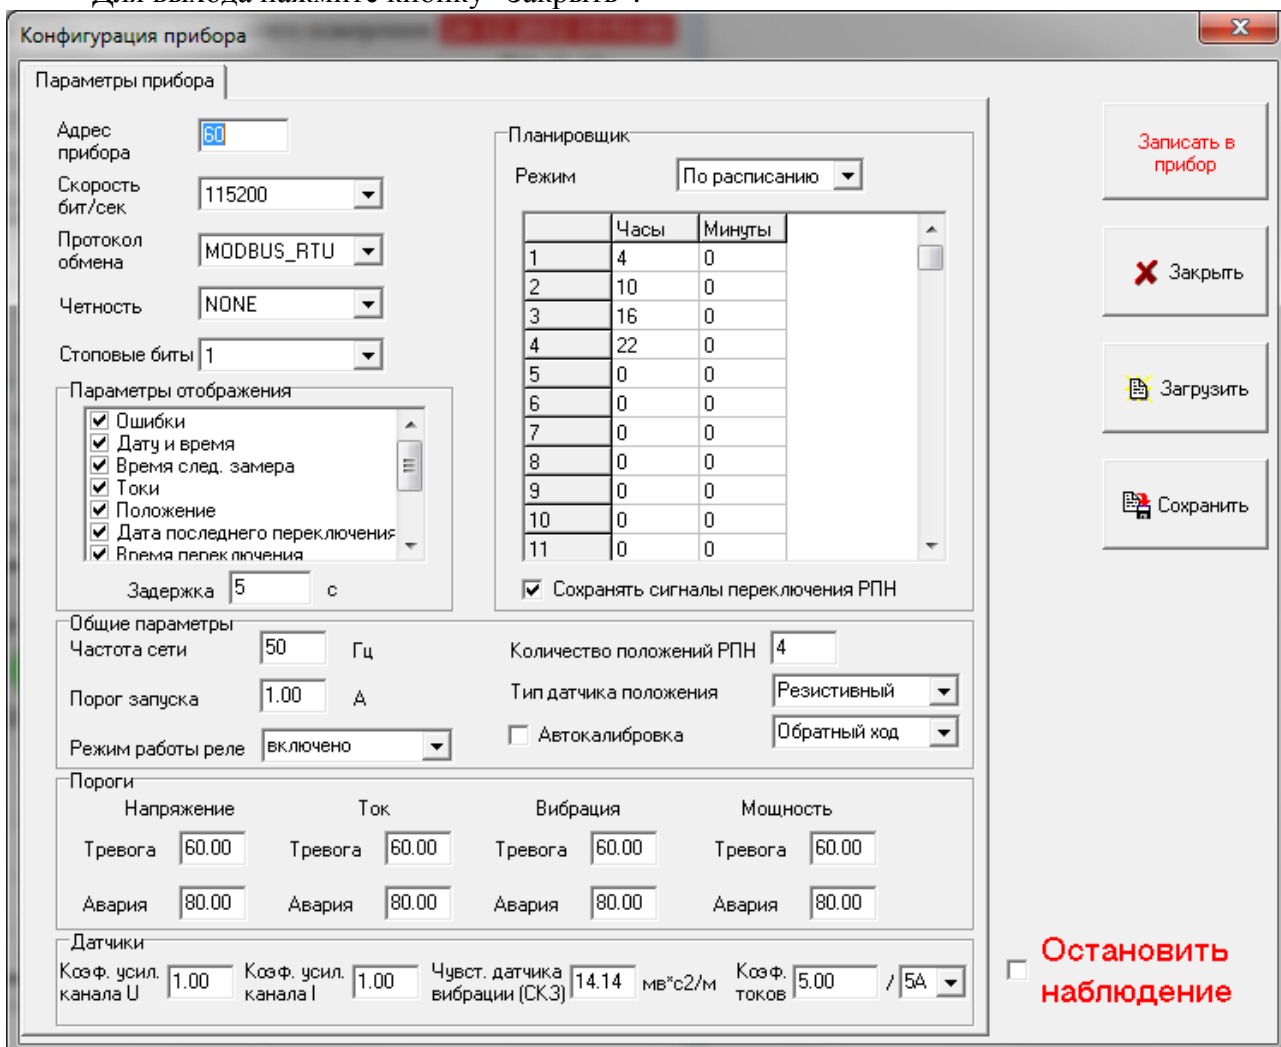 Для выхода нажмите кнопку "Закрыть".
Конфигурация прибора
Параметры прибора
Адрес
прибора
60
Скорость
бит/сек
115200
Протокол
обмена
MODBUS_RTU
Четность
NONE
Стоповые биты 1
Параметры отображения
Ошибки
Дату и время
Время след. замера
Токи
Положение
Дата последнего переключения
Время переключения
Задержка 5 с
Планировщик
Режим По расписанию
Часы Минуты
1 4 0
2 10 0
3 16 0
4 22 0
5 0 0
6 0 0
7 0 0
8 0 0
9 0 0
10 0 0
11 0 0
Сохранять сигналы переключения РПН
Записать в
прибор
Закрыть
Загрузить
Сохранить
Общие параметры
Частота сети 50 Гц
Количество положений РПН 4
Порог запуска 1.00 А
Тип датчика положения Резистивный
Режим работы реле включено
Автокалибровка Обратный ход
Пороги
Напряжение Ток Вибрация Мощность
Тревога 60.00 Тревога 60.00 Тревога 60.00 Тревога 60.00
Авария 80.00 Авария 80.00 Авария 80.00 Авария 80.00
Датчики
Коэф. усил.
канала U
1.00
Коэф. усил.
канала I
1.00
Чувст. датчика
вибрации (СКЗ)
14.14 мв*с2/м
Коэф.
токов
5.00 / 5А
Остановить
наблюдение